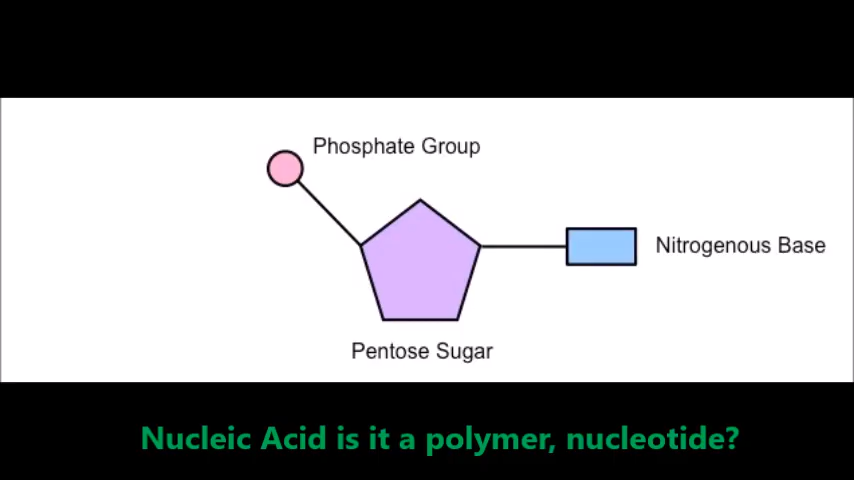 Phosphate Group
Nitrogenous Base
Pentose Sugar
Nucleic Acid is it a polymer, nucleotide?